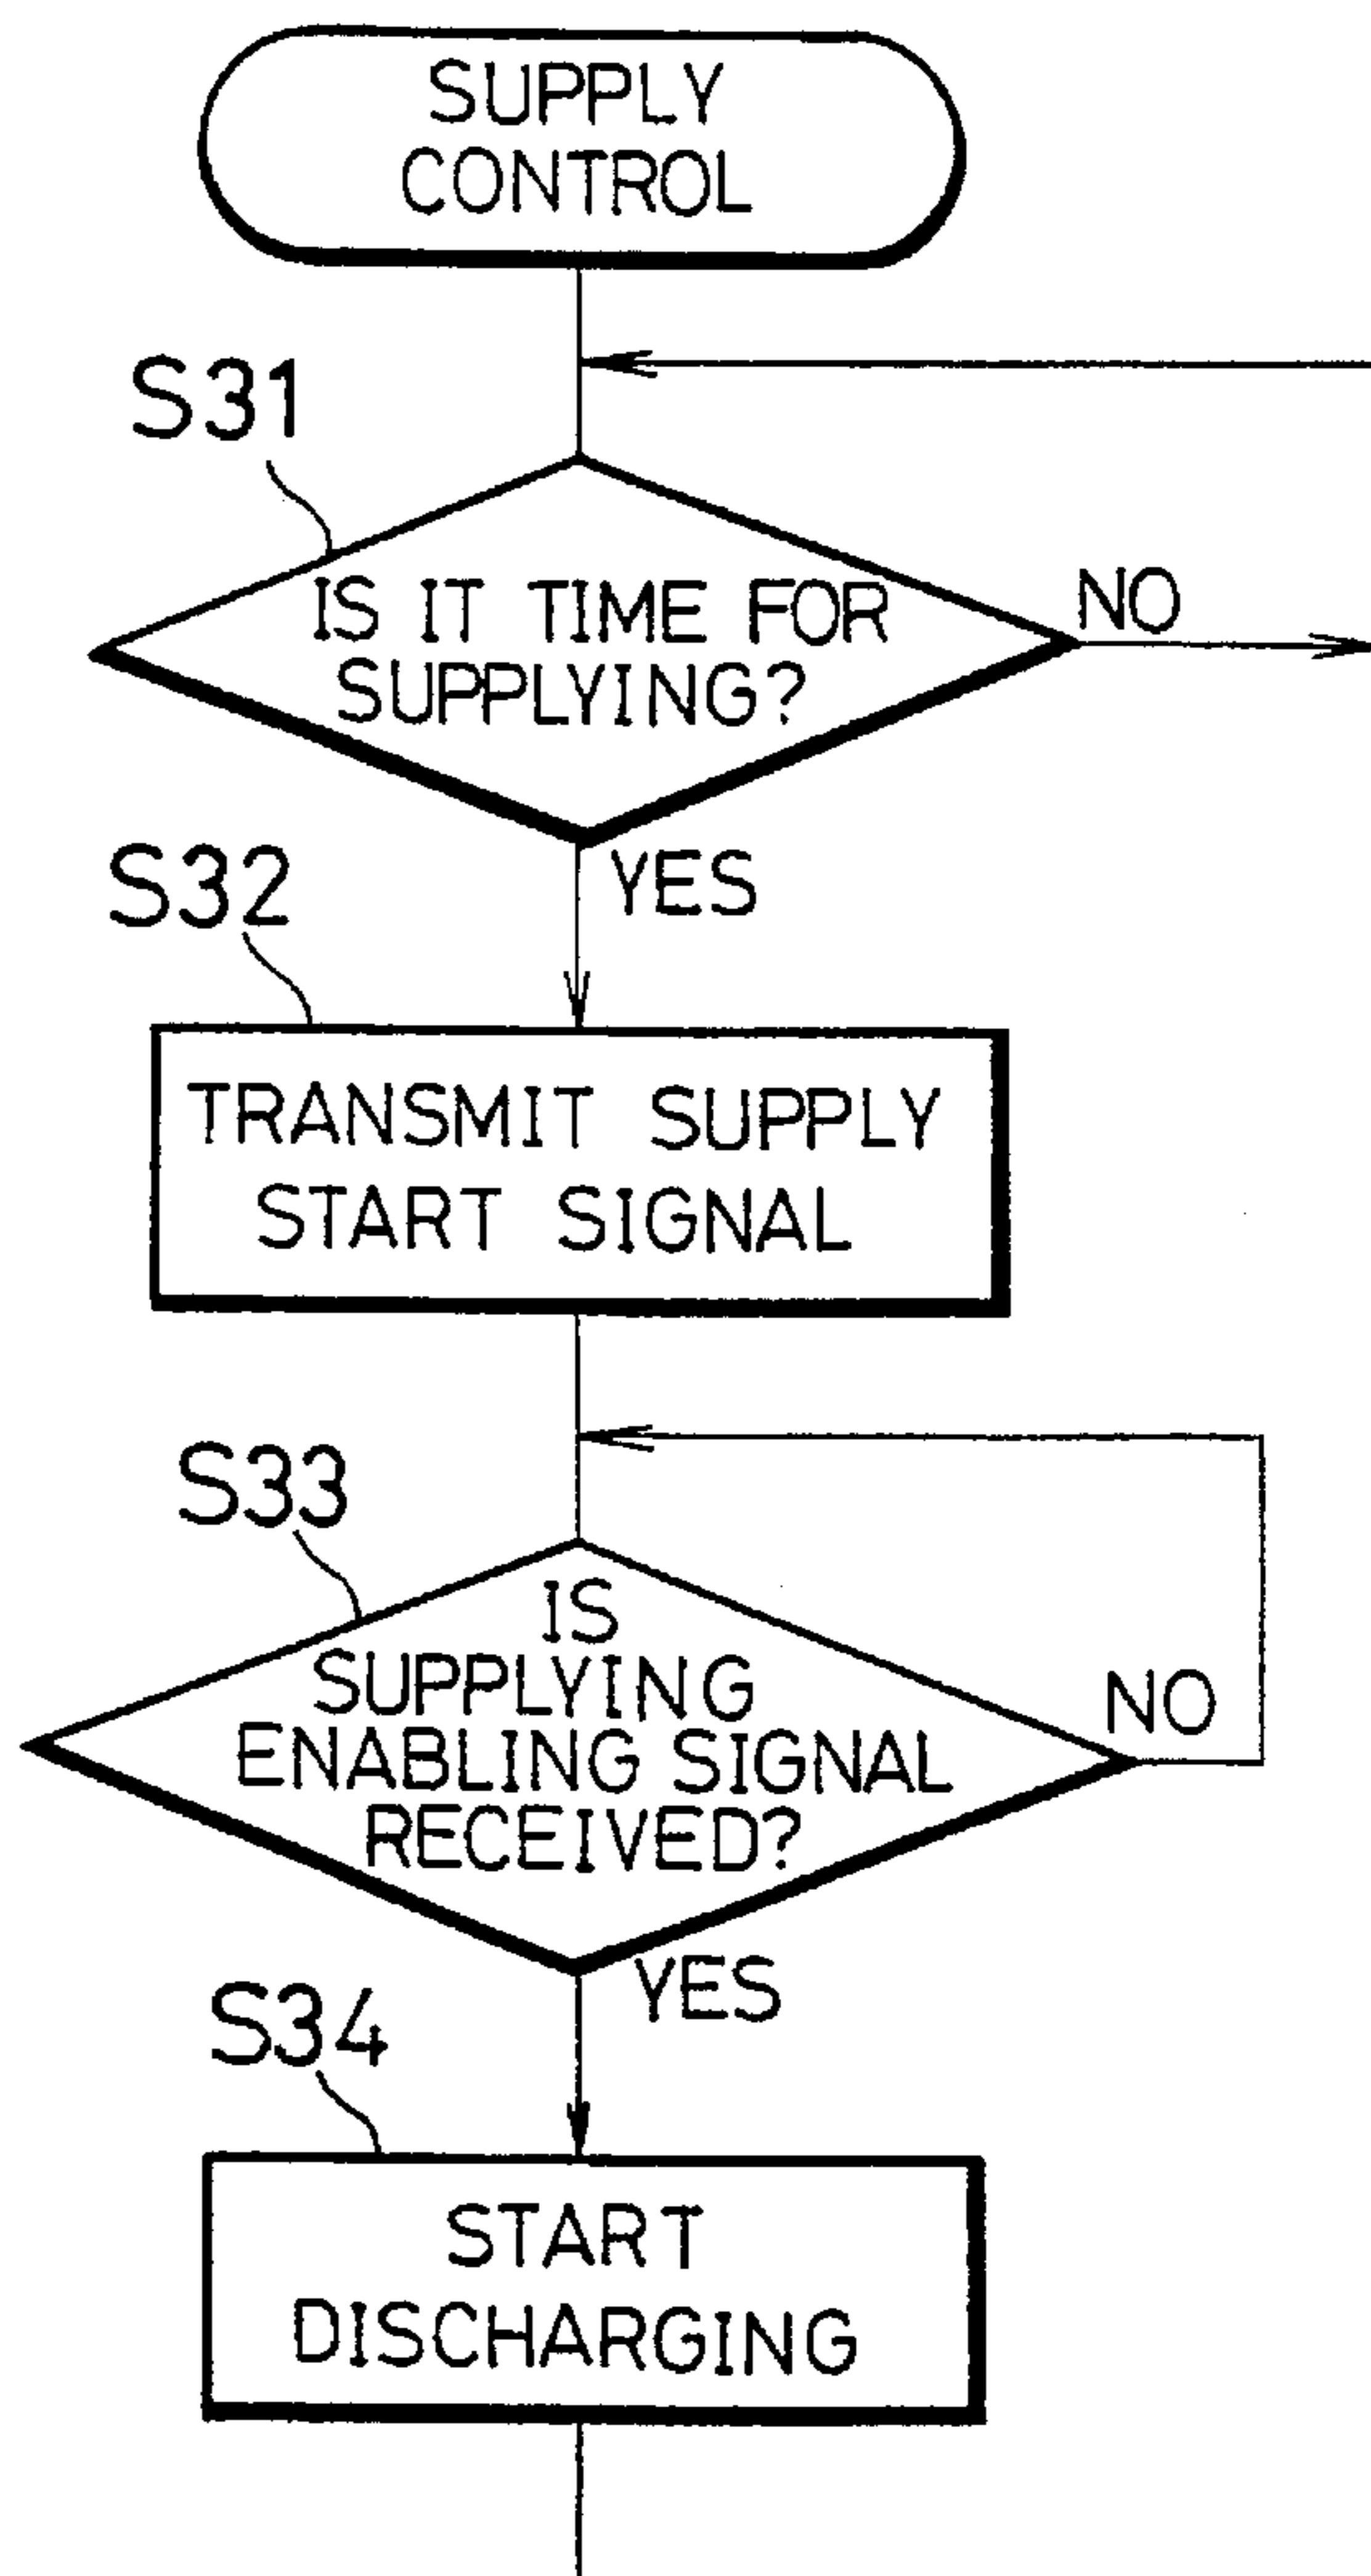 SUPPLY
CONTROL
S31
IS IT TIME FOR
SUPPLYING?
NO
YES
S32
TRANSMIT SUPPLY
START SIGNAL
S33
IS
SUPPLYING
ENABLING SIGNAL
RECEIVED?
NO
YES
S34
START
DISCHARGING